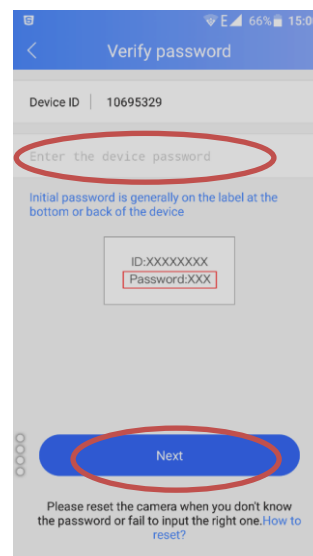 E 66% 15:0
Verify password
Device ID 10695329
Enter the device password
Initial password is generally on the label at the
bottom or back of the device
ID:XXXXXXXX
Password:XXX
Next
Please reset the camera when you don't know
the password or fail to input the right one.How to
reset?